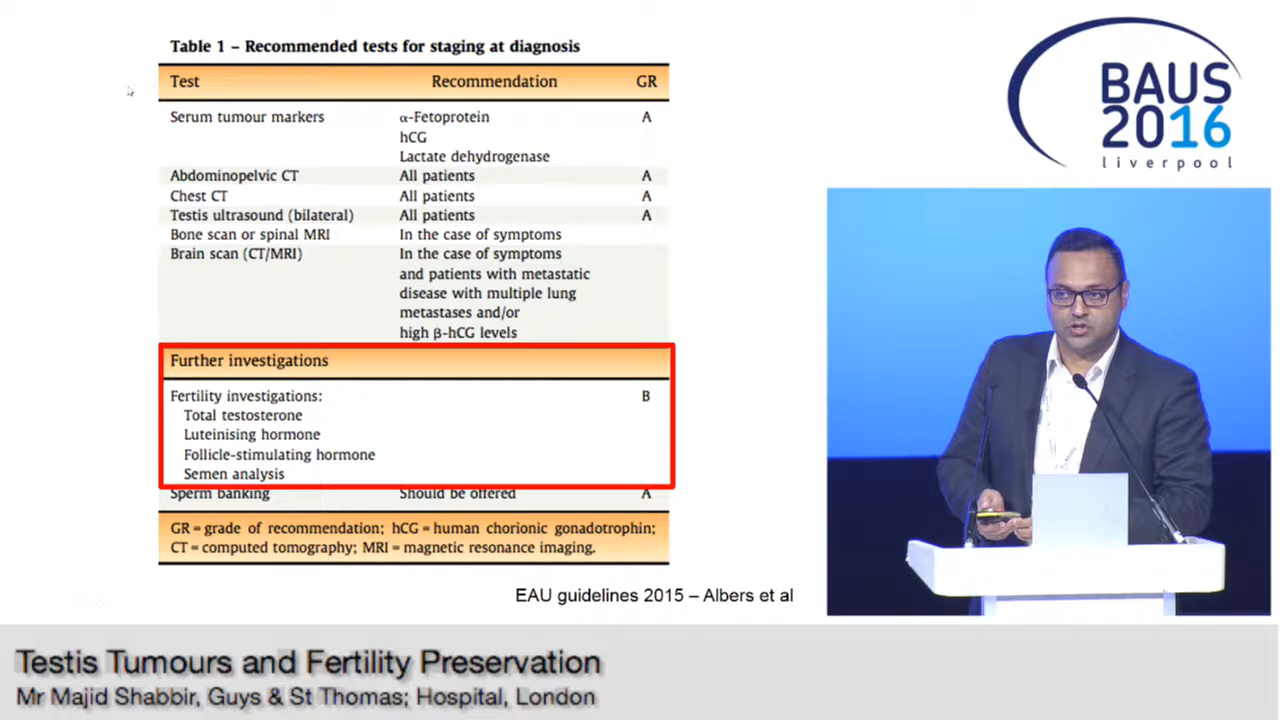 Table 1 – Recommended tests for staging at diagnosis
Test Recommendation GR
Serum tumour markers α-Fetoprotein A
hCG
Lactate dehydrogenase
Abdominopelvic CT All patients A
Chest CT All patients A
Testis ultrasound (bilateral) All patients A
Bone scan or spinal MRI In the case of symptoms
Brain scan (CT/MRI) In the case of symptoms
and patients with metastatic
disease with multiple lung
metastases and/or
high β-hCG levels
Further investigations
Fertility investigations: B
Total testosterone
Luteinising hormone
Follicle-stimulating hormone
Semen analysis
Sperm banking Should be offered A
GR = grade of recommendation; hCG = human chorionic gonadotrophin;
CT = computed tomography; MRI = magnetic resonance imaging.
EAU guidelines 2015 – Albers et al
BAUS
2016
liverpool
Testis Tumours and Fertility Preservation
Mr Majid Shabbir, Guys & St Thomas; Hospital, London